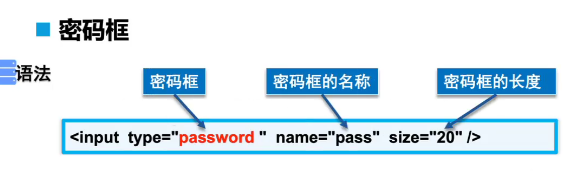 密码框
语法
密码框 密码框的名称 密码框的长度
<input type="password " name="pass" size="20" />